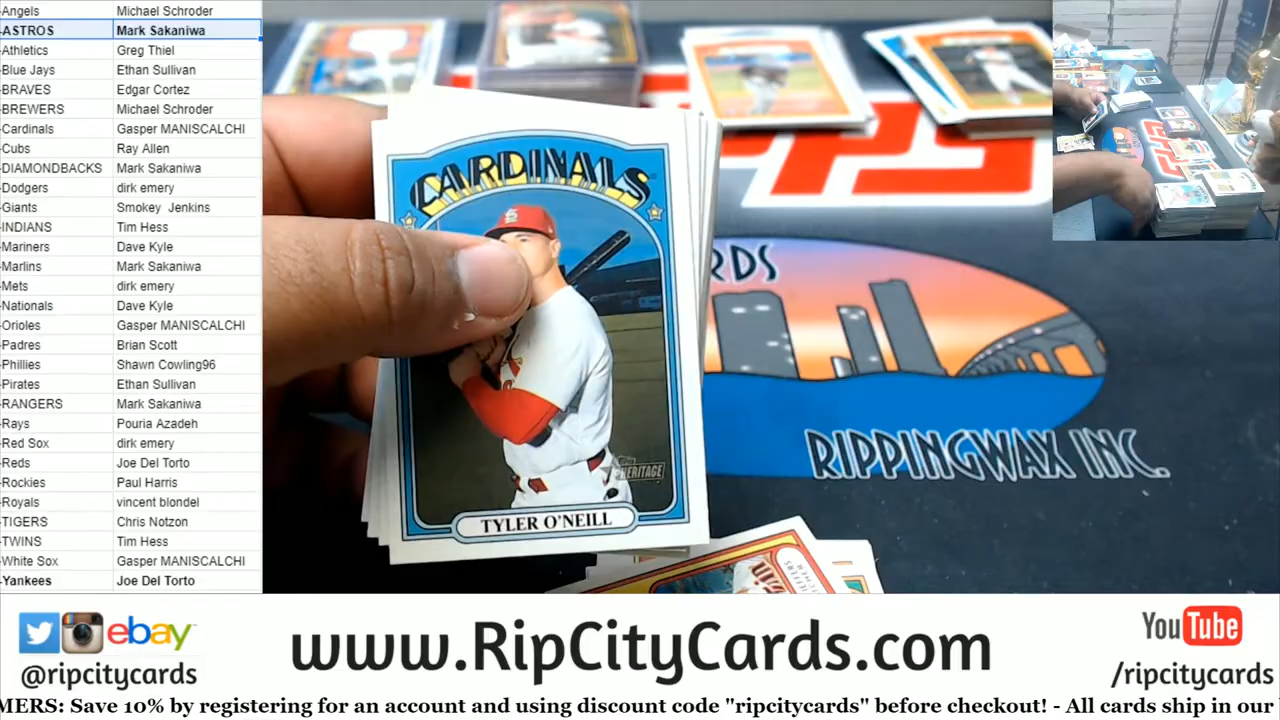 -Angels Michael Schroder
-ASTROS Mark Sakaniwa
-Athletics Greg Thiel
-Blue Jays Ethan Sullivan
-BRAVES Edgar Cortez
-BREWERS Michael Schroder
-Cardinals Gasper MANISCALCHI
-Cubs Ray Allen
-DIAMONDBACKS Mark Sakaniwa
-Dodgers dirk emery
-Giants Smokey Jenkins
-INDIANS Tim Hess
-Mariners Dave Kyle
-Marlins Mark Sakaniwa
-Mets dirk emery
-Nationals Dave Kyle
-Orioles Gasper MANISCALCHI
-Padres Brian Scott
-Phillies Shawn Cowling96
-Pirates Ethan Sullivan
-RANGERS Mark Sakaniwa
-Rays Pouria Azadeh
-Red Sox dirk emery
-Reds Joe Del Torto
-Rockies Paul Harris
-Royals vincent blondel
-TIGERS Chris Notzon
-TWINS Tim Hess
-White Sox Gasper MANISCALCHI
-Yankees Joe Del Torto
CARDINALS
HERITAGE
TYLER O'NEILL
RDS
RIPPINGWAX INC.
ebay
@ripcitycards
www.RipCityCards.com
YouTube
/ripcitycards
MERS: Save 10% by registering for an account and using discount code "ripcitycards" before checkout! - All cards ship in our